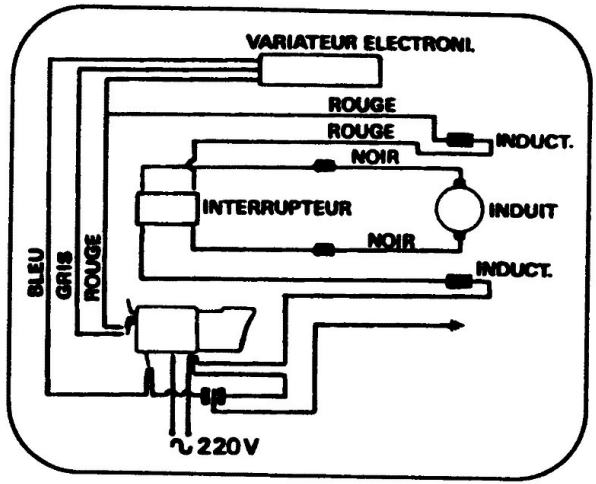 VARIATEUR ELECTRONI.
ROUGE
ROUGE
INDUCT.
NOIR
INTERRUPTEUR
INDUIT
NOIR
INDUCT.
BLEU
GRIS
ROUGE
~220V